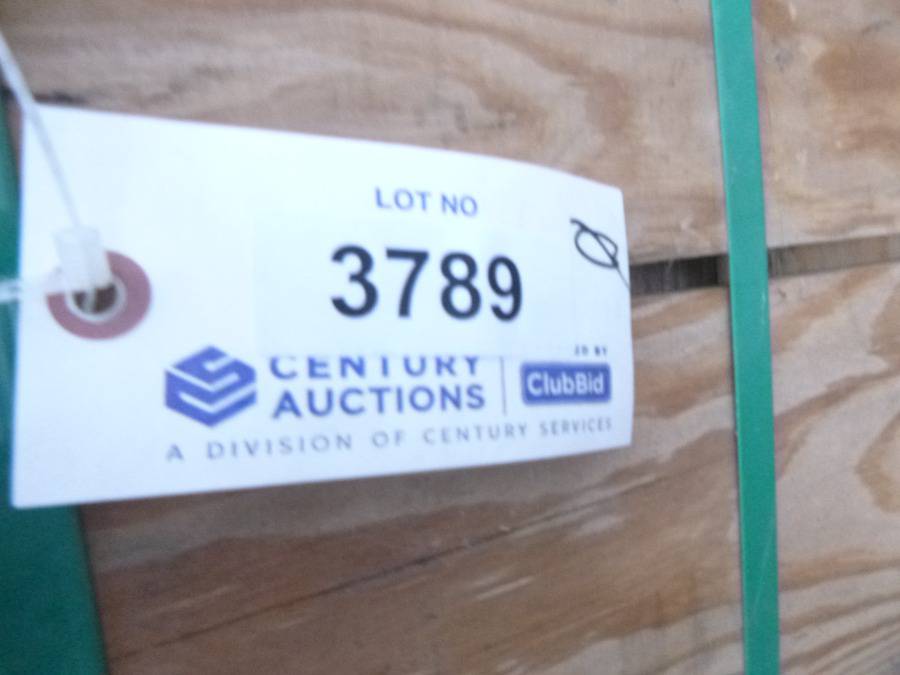 LOT NO
3789
CENTURY
AUCTIONS
ClubBid
A DIVISION OF CENTURY SERVICES